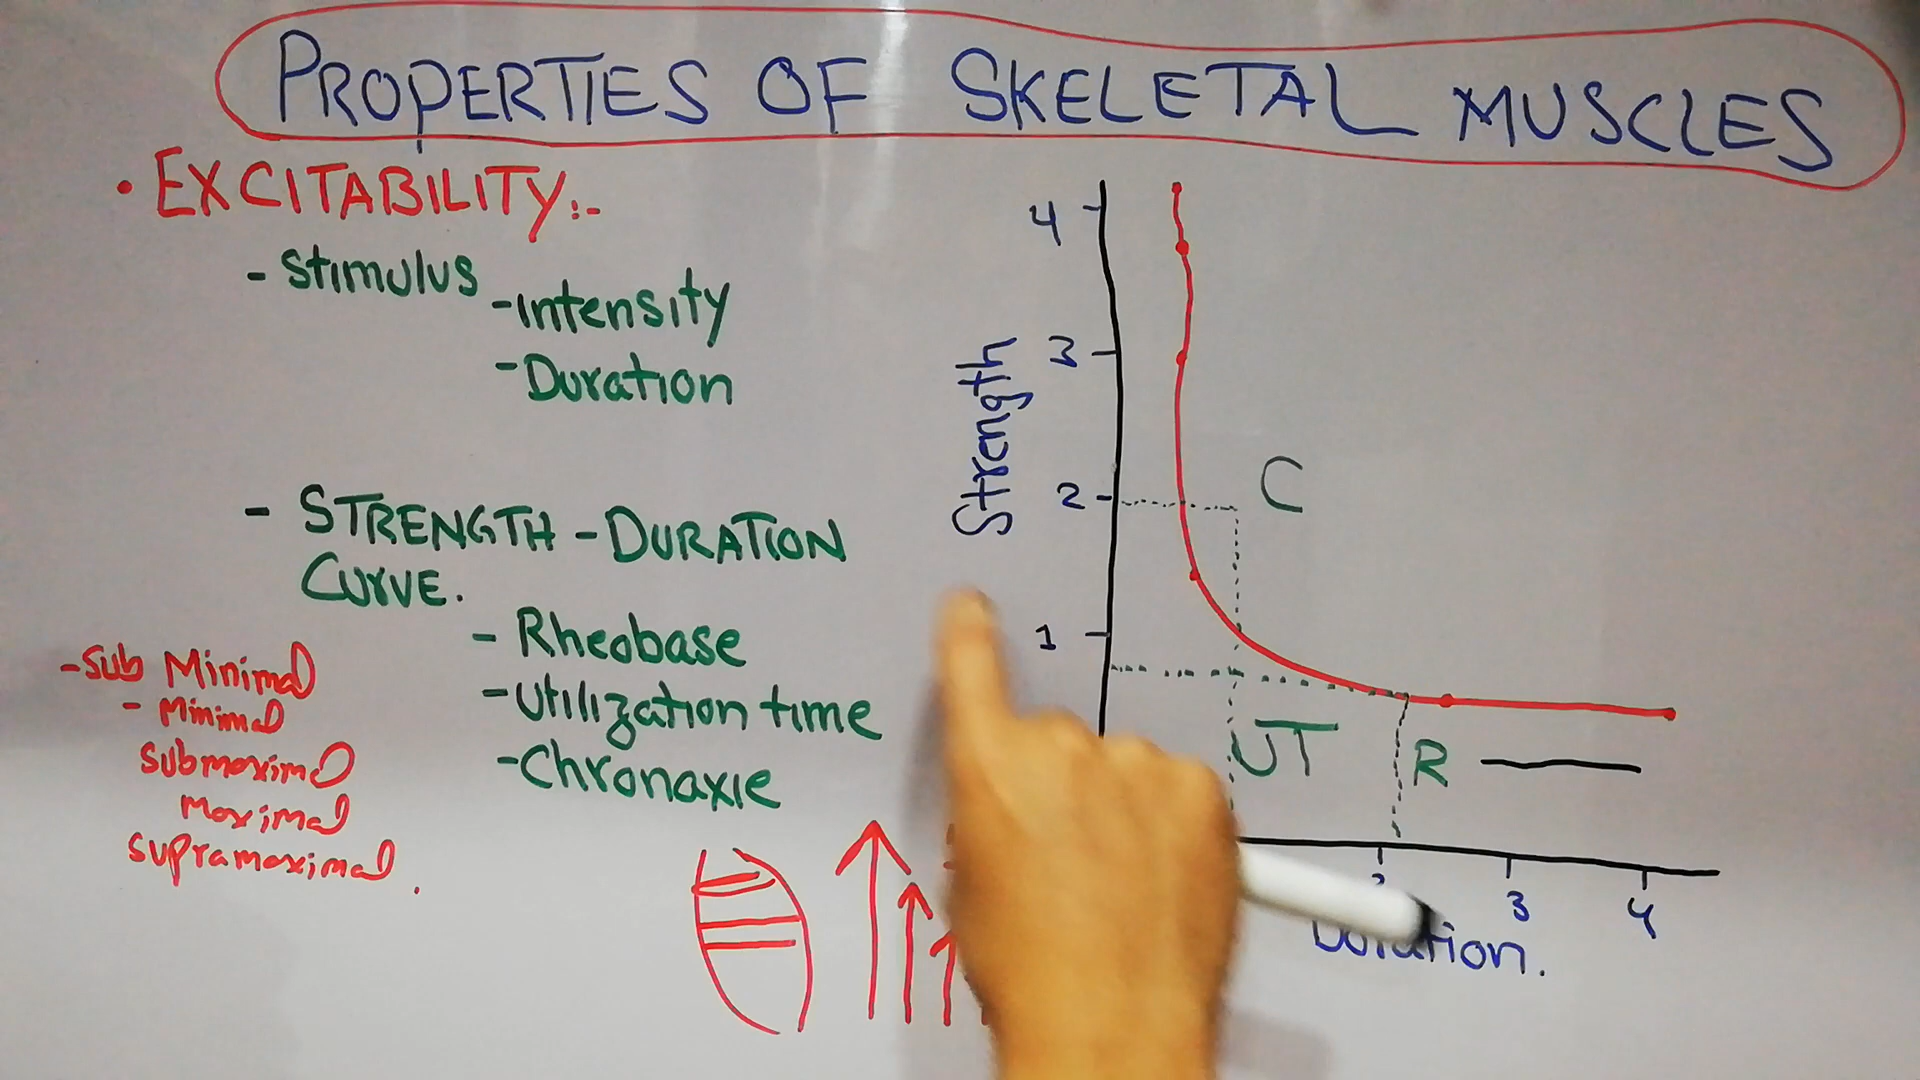 PROPERTIES OF SKELETAL MUSCLES
• EXCITABILITY:-
- Stimulus
- Intensity
- Duration
- STRENGTH - DURATION
CURVE.
- Rheobase
- Utilization time
- Chronaxie
- Sub Minimal
- Minimal
Submaximal
Maximal
Supramaximal.
Strength
4
3
2
1
C
UT
R
3
4
Duration.